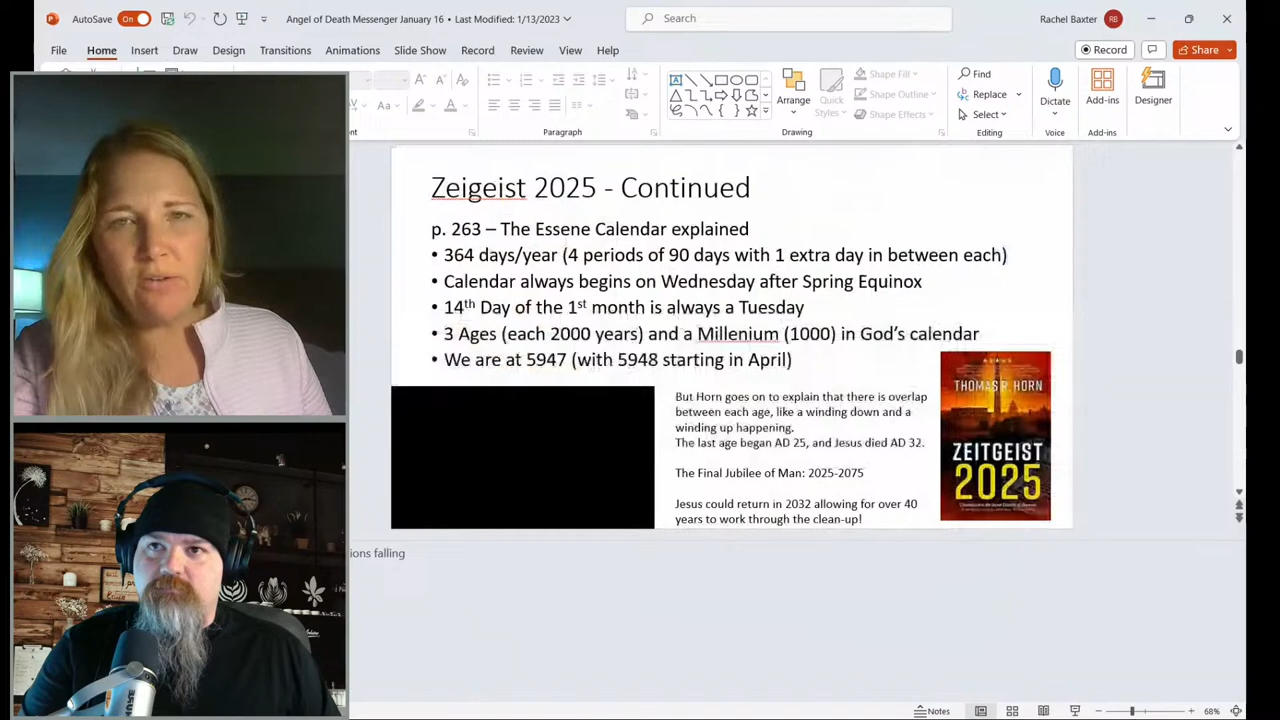 AutoSave
On
Angel of Death Messenger January 16 • Last Modified: 1/13/2023
Search
Rachel Baxter
RB
File
Home
Insert
Draw
Design
Transitions
Animations
Slide Show
Record
Review
View
Help
Record
Share
Aa
Paragraph
Arrange
Quick
Styles
Shape Fill
Shape Outline
Shape Effects
Drawing
Find
Replace
Select
Editing
Dictate
Voice
Add-ins
Add-ins
Designer
Zeigeist 2025 - Continued
p. 263 – The Essene Calendar explained
• 364 days/year (4 periods of 90 days with 1 extra day in between each)
• Calendar always begins on Wednesday after Spring Equinox
• 14th Day of the 1st month is always a Tuesday
• 3 Ages (each 2000 years) and a Millenium (1000) in God's calendar
• We are at 5947 (with 5948 starting in April)
But Horn goes on to explain that there is overlap
between each age, like a winding down and a
winding up happening.
The last age began AD 25, and Jesus died AD 32.
The Final Jubilee of Man: 2025-2075
Jesus could return in 2032 allowing for over 40
years to work through the clean-up!
THOMAS R. HORN
ZEITGEIST
2025
ions falling
Notes
68%